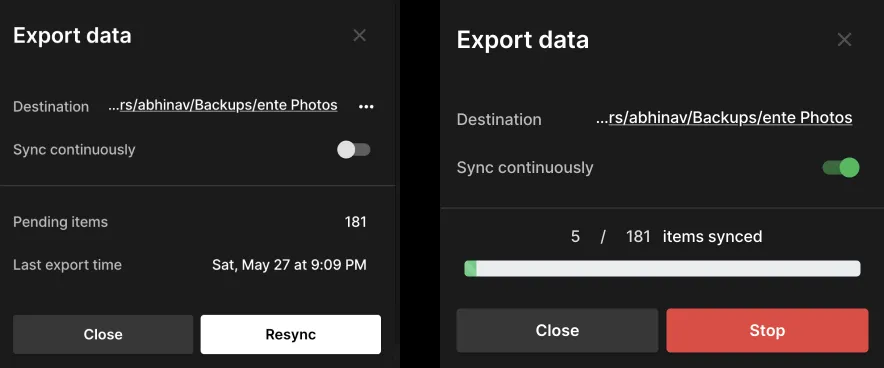 Export data
Destination ...rs/abhinav/Backups/ente Photos •••
Sync continuously
Pending items 181
Last export time Sat, May 27 at 9:09 PM
Close Resync
Export data
Destination ...rs/abhinav/Backups/ente Photos
Sync continuously
5 / 181 items synced
Close Stop